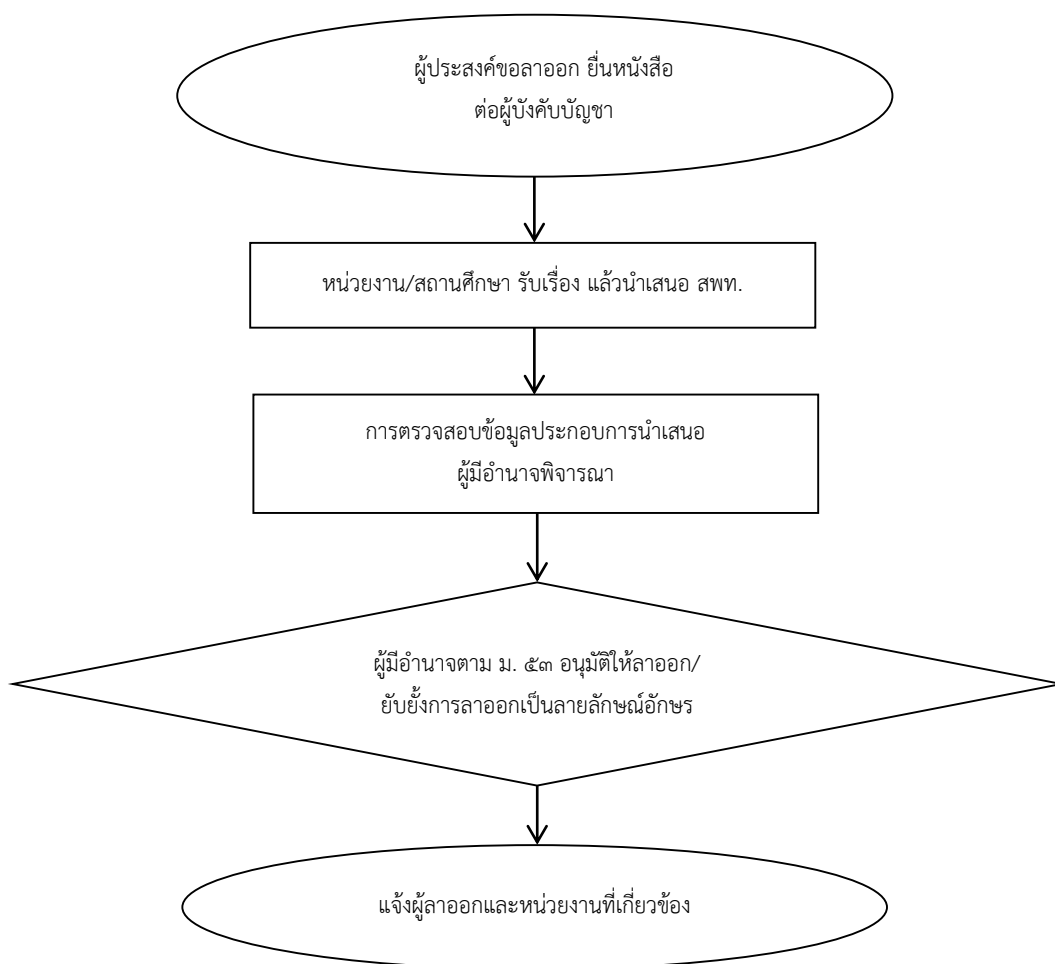 ผู้ประสงค์ขอลาออก ยื่นหนังสือ
ต่อผู้บังคับบัญชา
หน่วยงาน/สถานศึกษา รับเรื่อง แล้วนำเสนอ สพท.
การตรวจสอบข้อมูลประกอบการนำเสนอ
ผู้มีอำนาจพิจารณา
ผู้มีอำนาจตาม ม. ๕๓ อนุมัติให้ลาออก/
ยับยั้งการลาออกเป็นลายลักษณ์อักษร
แจ้งผู้ลาออกและหน่วยงานที่เกี่ยวข้อง